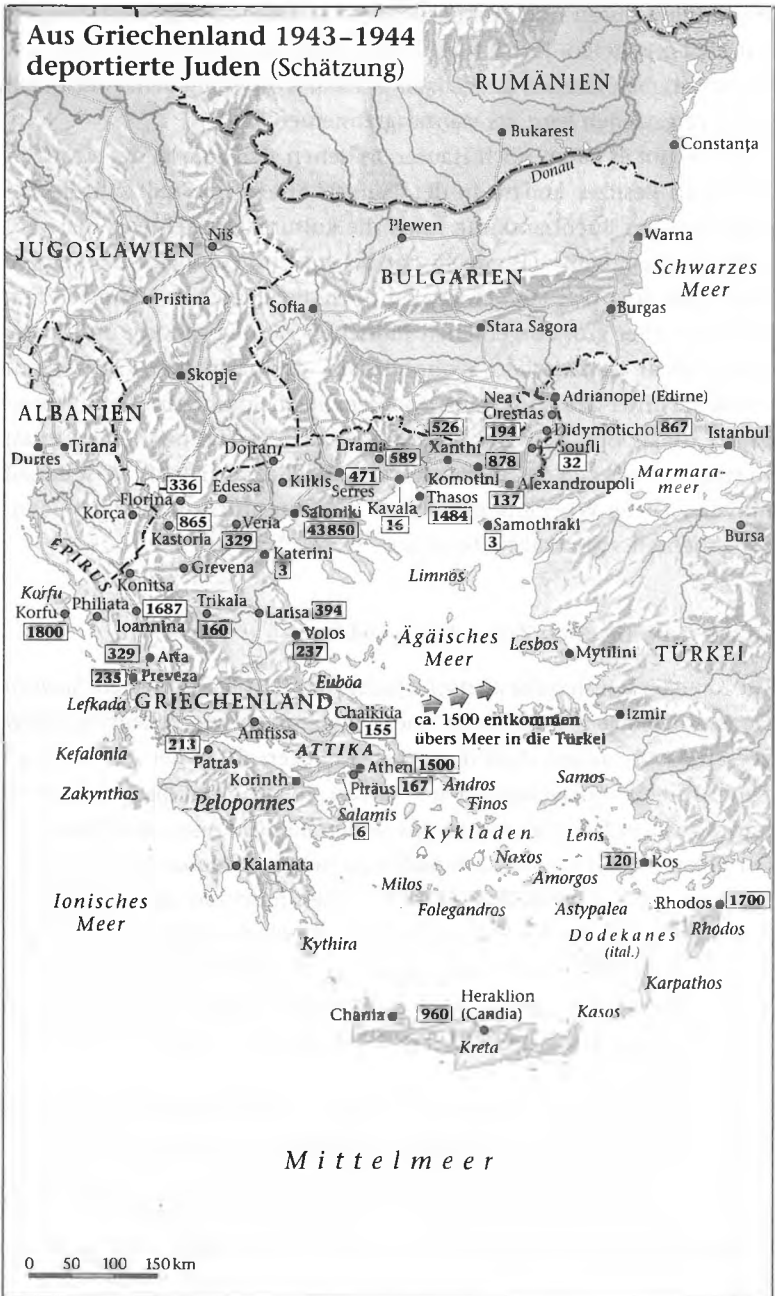 Aus Griechenland 1943–1944
deportierte Juden (Schätzung)
RUMÄNIEN
Bukarest
Constanţa
Donau
JUGOSLAWIEN
Niš
Plewen
Warna
BULGARIEN
Schwarzes
Meer
Pristina
Sofia
Burgas
Stara Sagora
Skopje
ALBANIEN
Nea
Orestias
194
Adrianopel (Edirne)
Didymoticho 867
Istanbul
Durres
Tirana
Dojran
Drama
589
526
Xanthi
878
Komotini
Soufli
32
Marmara-
meer
336
Florina
Edessa
Kilkis
471
Serres
Kavala
16
Thasos
1484
Alexandroupoli
137
Korça
865
Kastoria
Veria
329
Saloniki
43850
Samothraki
3
Bursa
EPIRUS
Grevena
Katerini
3
Konitsa
Limnos
Korfu
Korfu
1800
Philiata
1687
Ioannina
Trikala
160
Larisa 394
Volos
237
Ägäisches
Meer
Lesbos
Mytilini
TÜRKEI
329
Arta
235
Preveza
Lefkada
GRIECHENLAND
Euböa
Chalkida
155
ca. 1500 entkommen
übers Meer in die Türkei
Izmir
Amfissa
Kefalonia
213
Patras
ATTIKA
Athen 1500
Piräus 167
Andros
Samos
Zakynthos
Korinth
Peloponnes
Salamis
6
Tinos
Kykladen
Leros
Kalamata
Naxos
120 Kos
Amorgos
Milos
Ionisches
Meer
Folegandros
Astypalea
Rhodos 1700
Rhodos
Dodekanes
(ital.)
Kythira
Karpathos
Chania
960
Heraklion
(Candia)
Kasos
Kreta
Mittelmeer
0 50 100 150 km